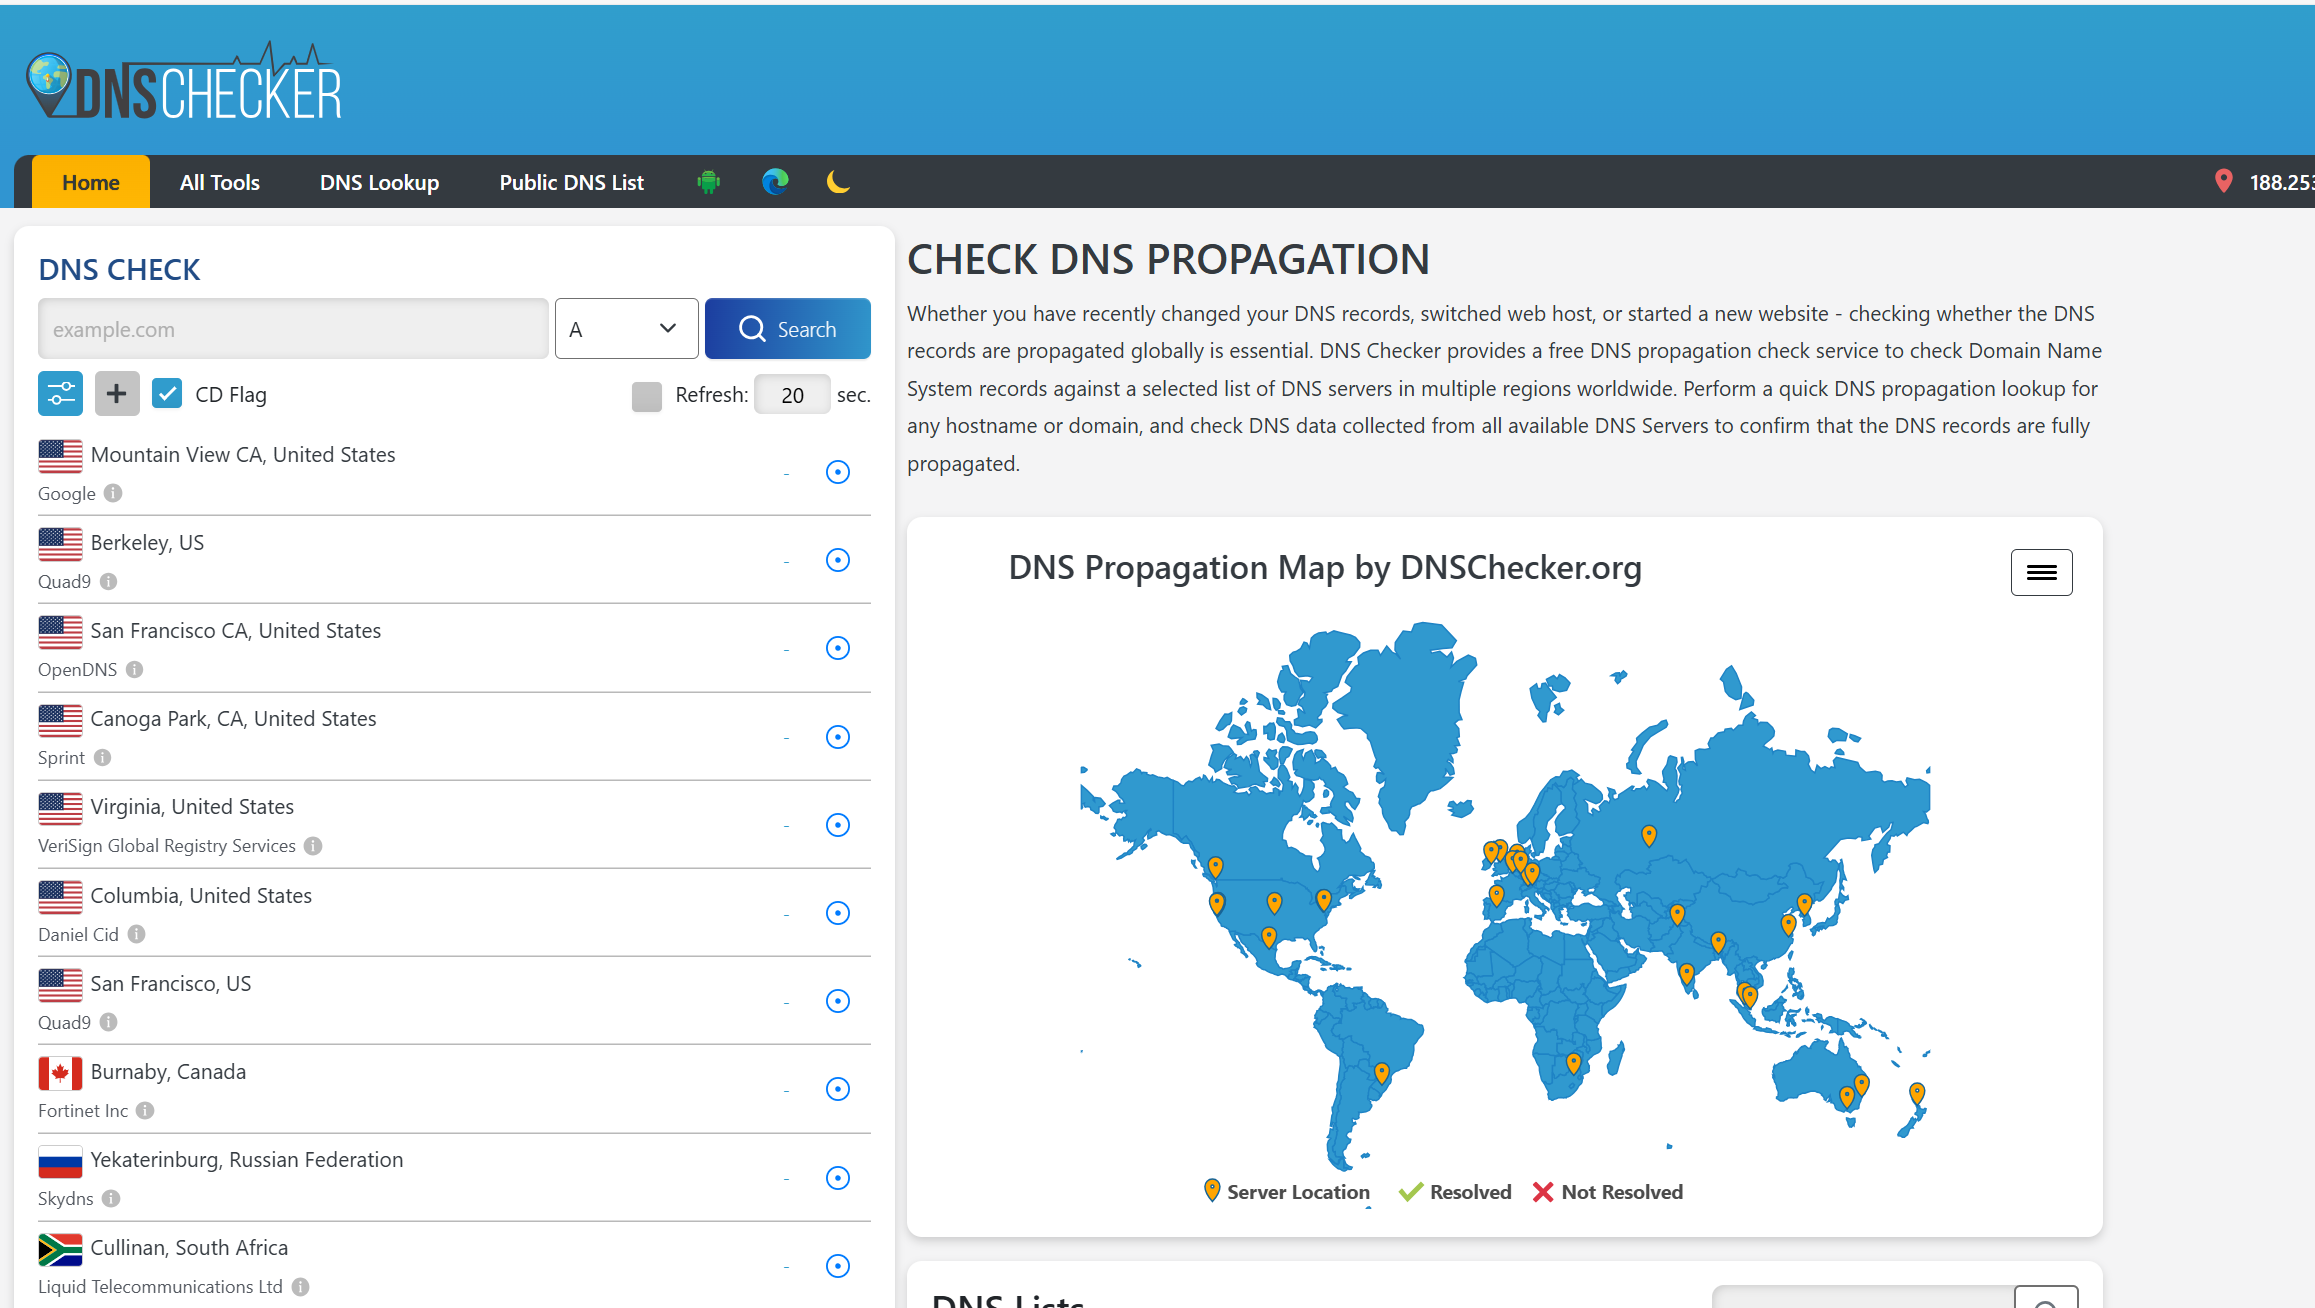 DNSCHECKER
Home
All Tools
DNS Lookup
Public DNS List
188.253
DNS CHECK
example.com
A
Search
CD Flag
Refresh:
20
sec.
Mountain View CA, United States
-
Google
Berkeley, US
-
Quad9
San Francisco CA, United States
-
OpenDNS
Canoga Park, CA, United States
-
Sprint
Virginia, United States
-
VeriSign Global Registry Services
Columbia, United States
-
Daniel Cid
San Francisco, US
-
Quad9
Burnaby, Canada
-
Fortinet Inc
Yekaterinburg, Russian Federation
-
Skydns
Cullinan, South Africa
-
Liquid Telecommunications Ltd
CHECK DNS PROPAGATION
Whether you have recently changed your DNS records, switched web host, or started a new website - checking whether the DNS
records are propagated globally is essential. DNS Checker provides a free DNS propagation check service to check Domain Name
System records against a selected list of DNS servers in multiple regions worldwide. Perform a quick DNS propagation lookup for
any hostname or domain, and check DNS data collected from all available DNS Servers to confirm that the DNS records are fully
propagated.
DNS Propagation Map by DNSChecker.org
Server Location
Resolved
Not Resolved
DNS Lists